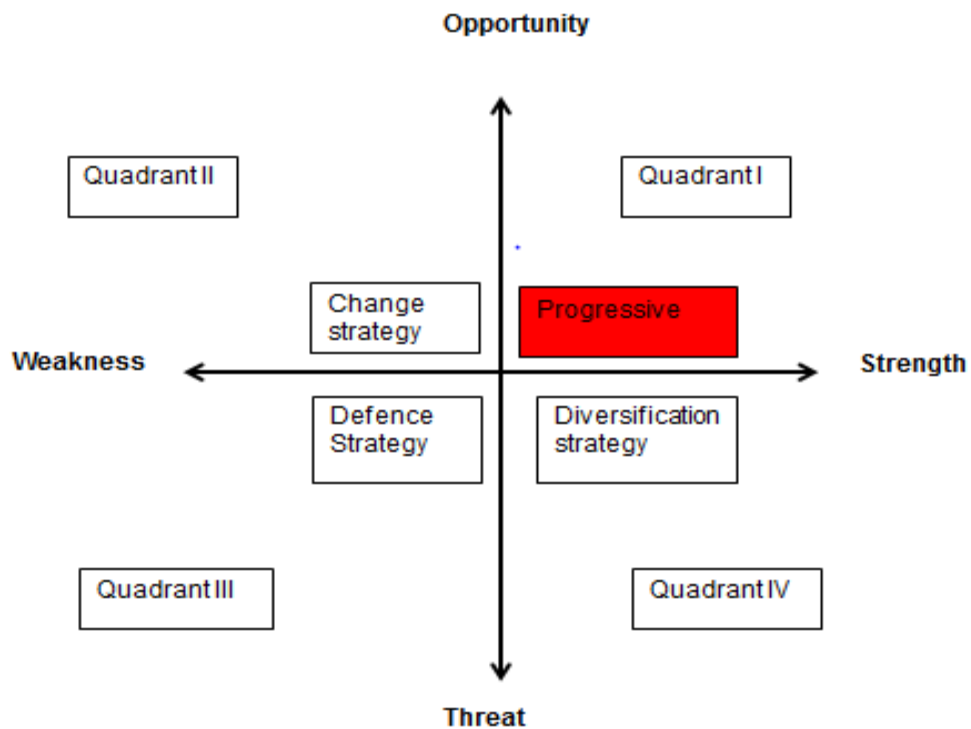 Opportunity
Quadrant II
Quadrant I
Change
strategy
Progressive
Weakness
Strength
Defence
Strategy
Diversification
strategy
Quadrant III
Quadrant IV
Threat